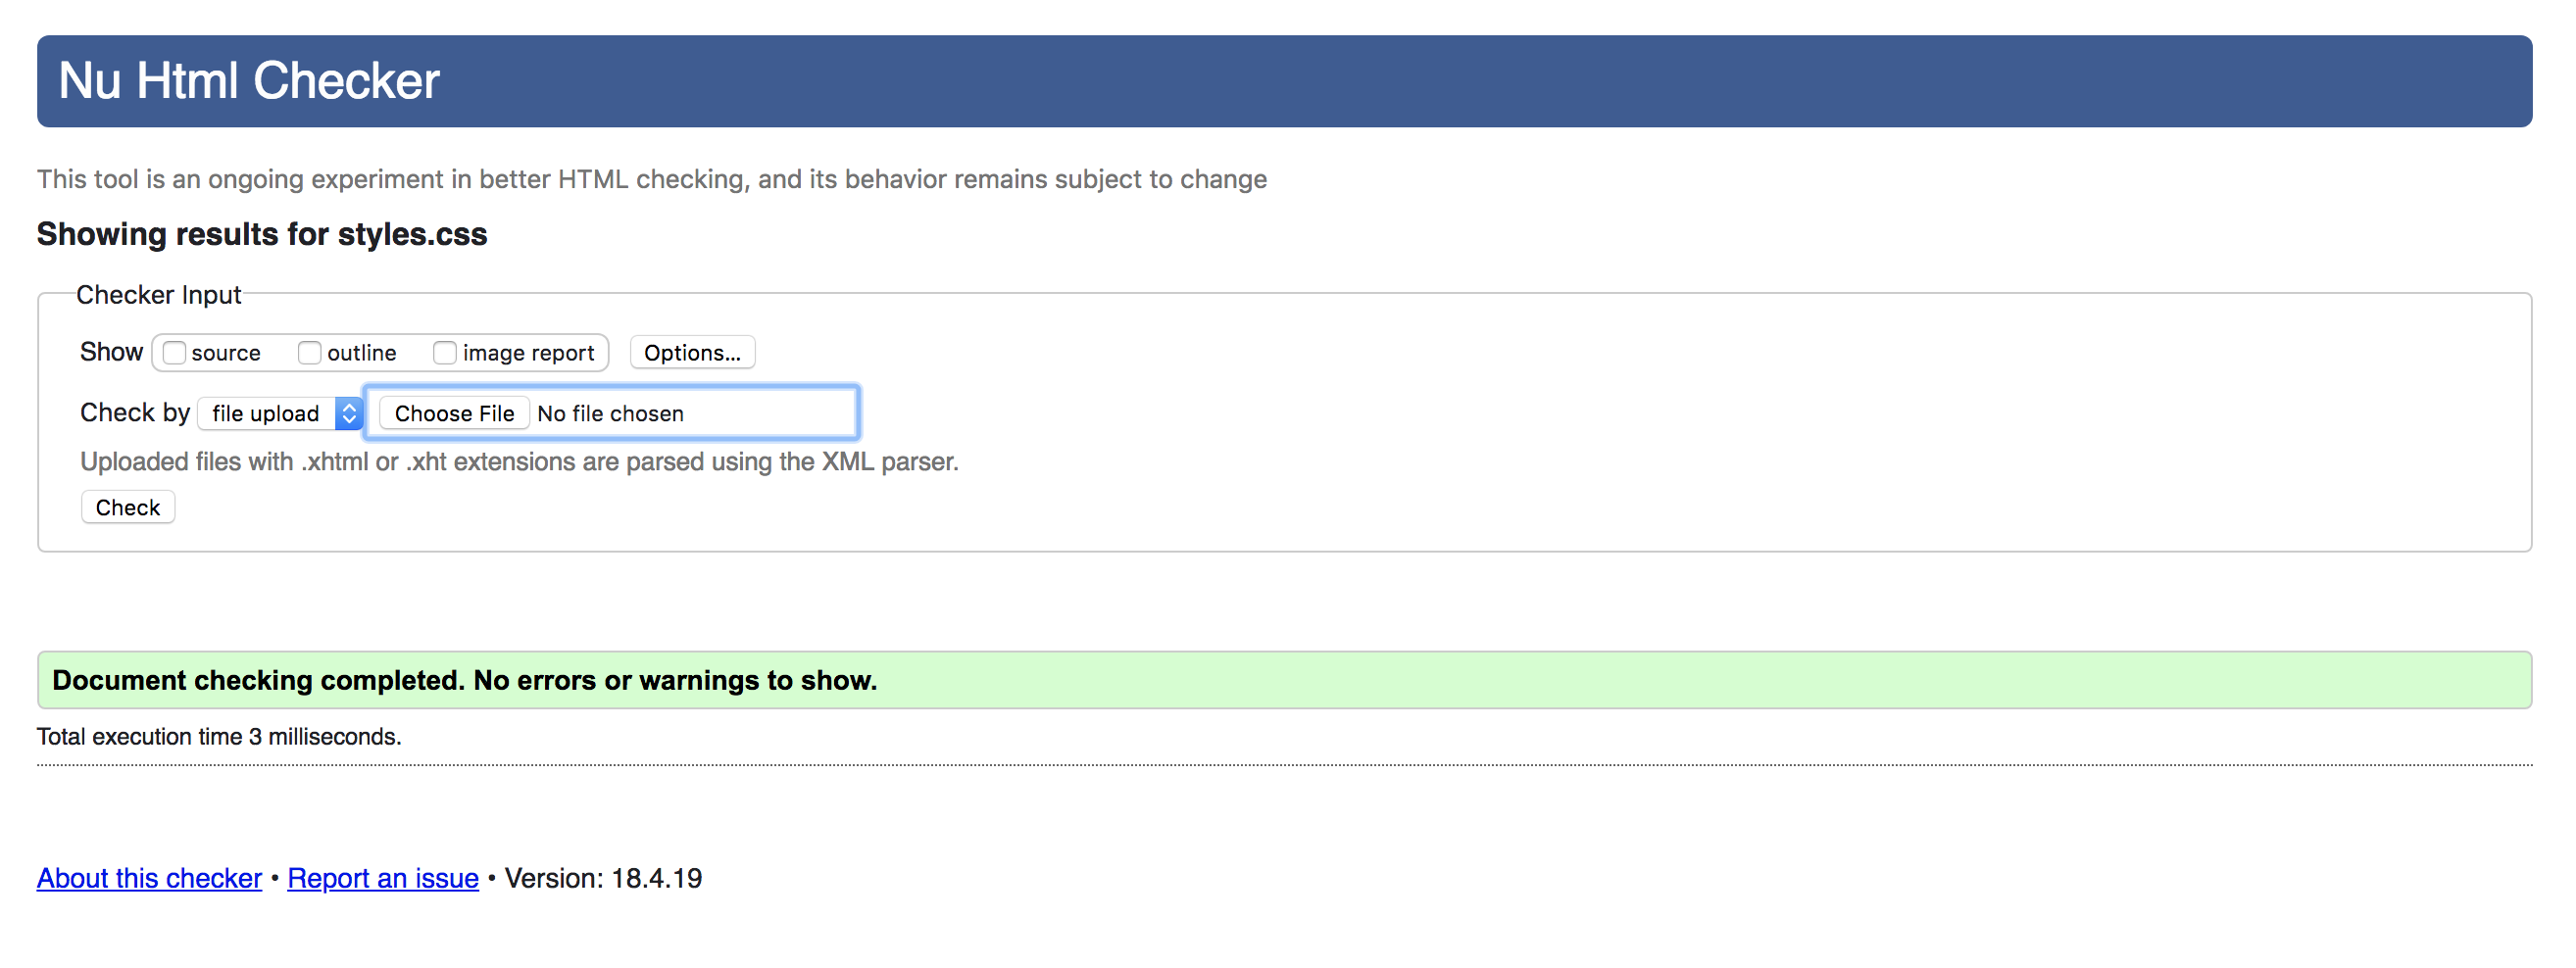 Nu Html Checker
This tool is an ongoing experiment in better HTML checking, and its behavior remains subject to change
Showing results for styles.css
Checker Input
Show source outline image report Options...
Check by file upload Choose File No file chosen
Uploaded files with .xhtml or .xht extensions are parsed using the XML parser.
Check
Document checking completed. No errors or warnings to show.
Total execution time 3 milliseconds.
About this checker • Report an issue • Version: 18.4.19